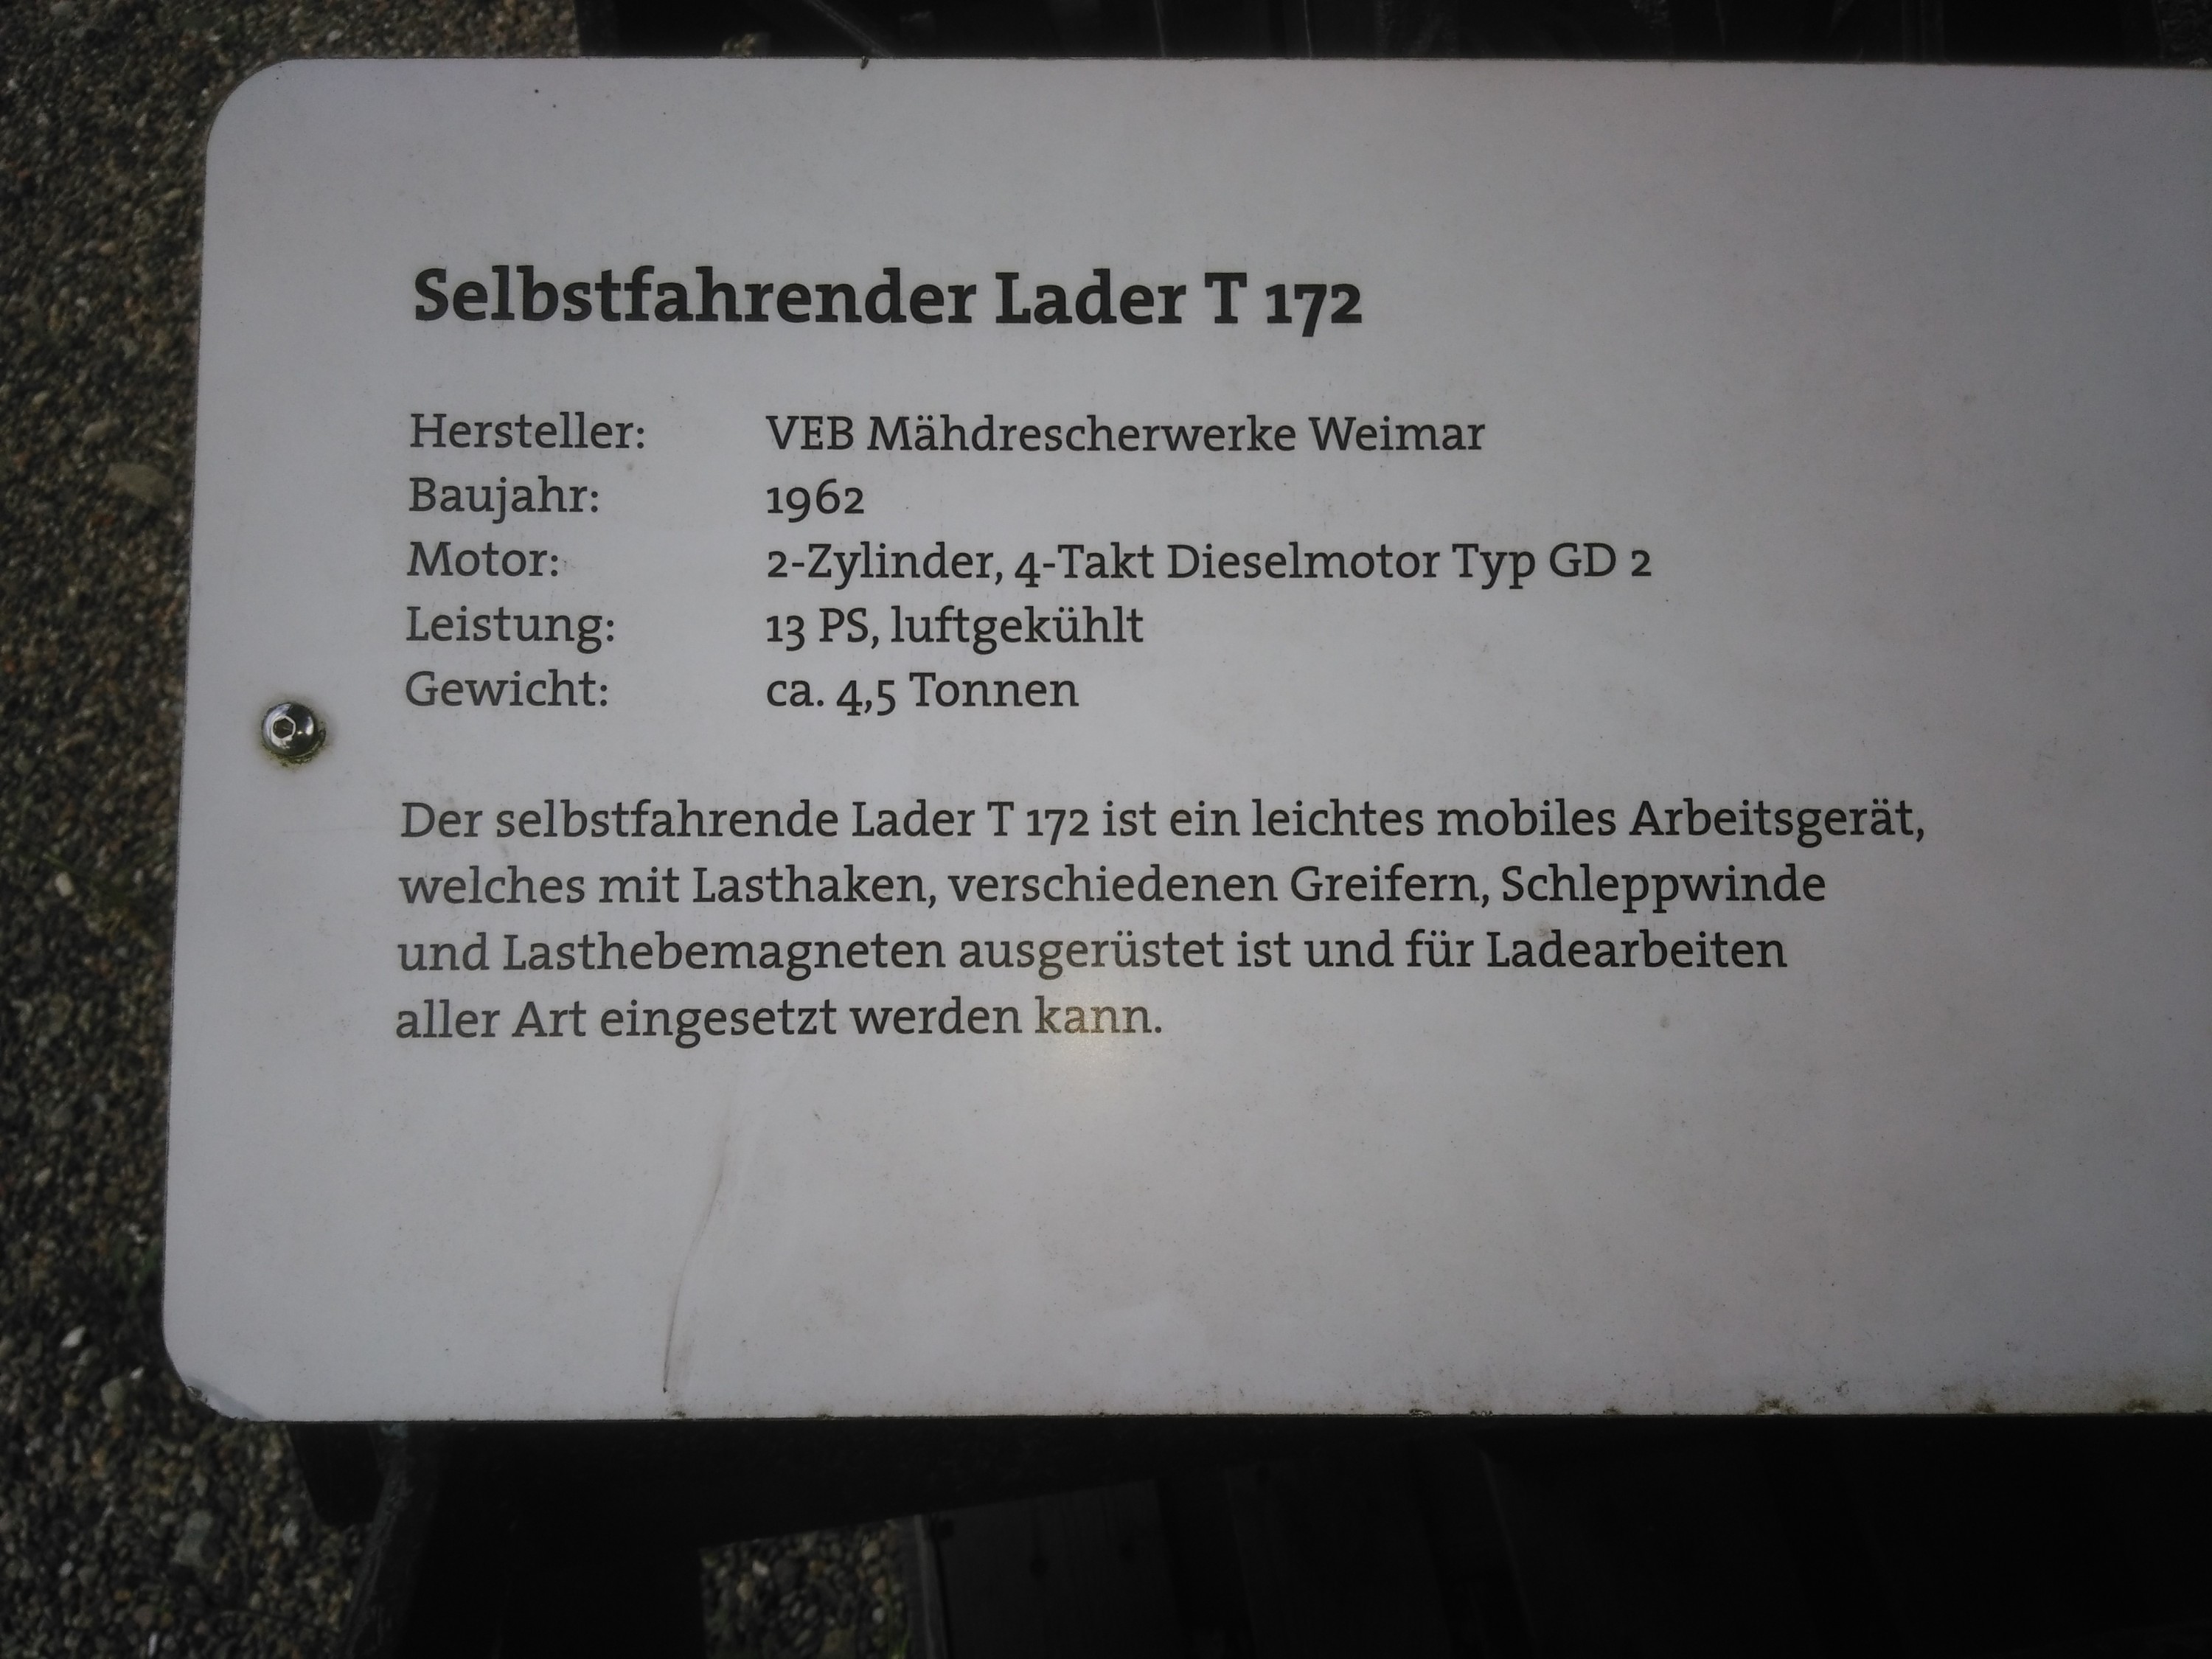 Selbstfahrender Lader T 172
Hersteller: VEB Mähdrescherwerke Weimar
Baujahr: 1962
Motor: 2-Zylinder, 4-Takt Dieselmotor Typ GD 2
Leistung: 13 PS, luftgekühlt
Gewicht: ca. 4,5 Tonnen
Der selbstfahrende Lader T 172 ist ein leichtes mobiles Arbeitsgerät,
welches mit Lasthaken, verschiedenen Greifern, Schleppwinde
und Lasthebemagneten ausgerüstet ist und für Ladearbeiten
aller Art eingesetzt werden kann.